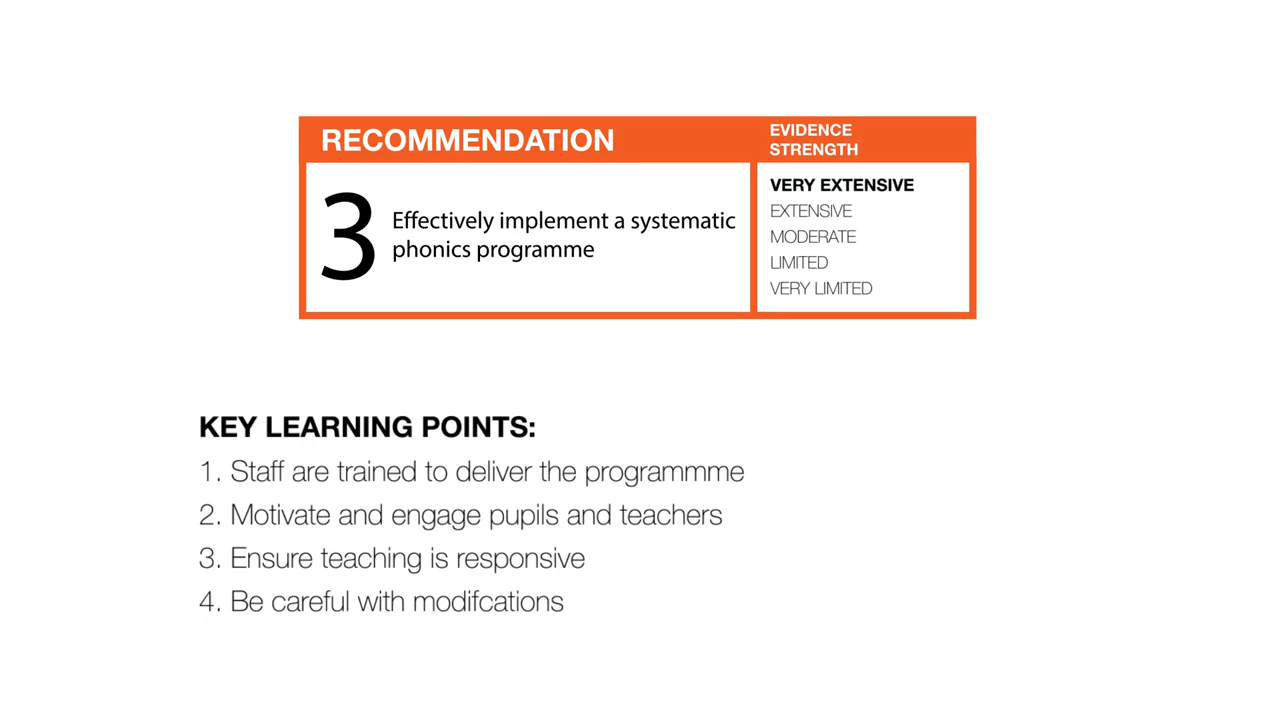 RECOMMENDATION
EVIDENCE
STRENGTH
3
Effectively implement a systematic
phonics programme
VERY EXTENSIVE
EXTENSIVE
MODERATE
LIMITED
VERY LIMITED
KEY LEARNING POINTS:
1. Staff are trained to deliver the programmme
2. Motivate and engage pupils and teachers
3. Ensure teaching is responsive
4. Be careful with modifcations